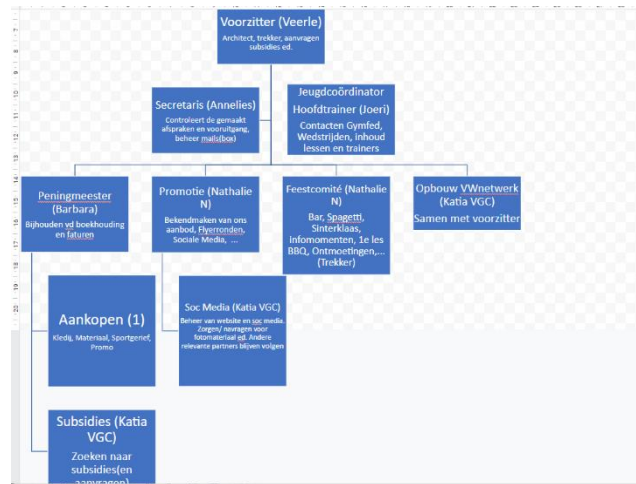 Voorzitter (Veerle)
Architect, trekker, aanvragen
subsidies ed.
Secretaris (Annelies)
Controleert de gemaakt
afspraken en vooruitgang,
beheer mails(box)
Jeugdcoördinator
Hoofdtrainer (Joeri)
Contacten Gymfed,
Wedstrijden, inhoud
lessen en trainers
Peningmeester
(Barbara)
Bijhouden vd boekhouding
en faturen
Promotie (Nathalie
N)
Bekendmaken van ons
aanbod, Flyerronden,
Sociale Media, ...
Feestcomité (Nathalie
N)
Bar, Spagetti,
Sinterklaas,
infomomenten, 1e les
BBQ, Ontmoetingen,...
(Trekker)
Opbouw VWnetwerk
(Katia VGC)
Samen met voorzitter
Aankopen (1)
Kledij, Materiaal, Sportgerief,
Promo
Soc Media (Katia VGC)
Beheer van website en soc media.
Zorgen/ navragen voor
fotomateriaal ed. Andere
relevante partners blijven volgen
Subsidies (Katia
VGC)
Zoeken naar
subsidies(en
aanvragen)